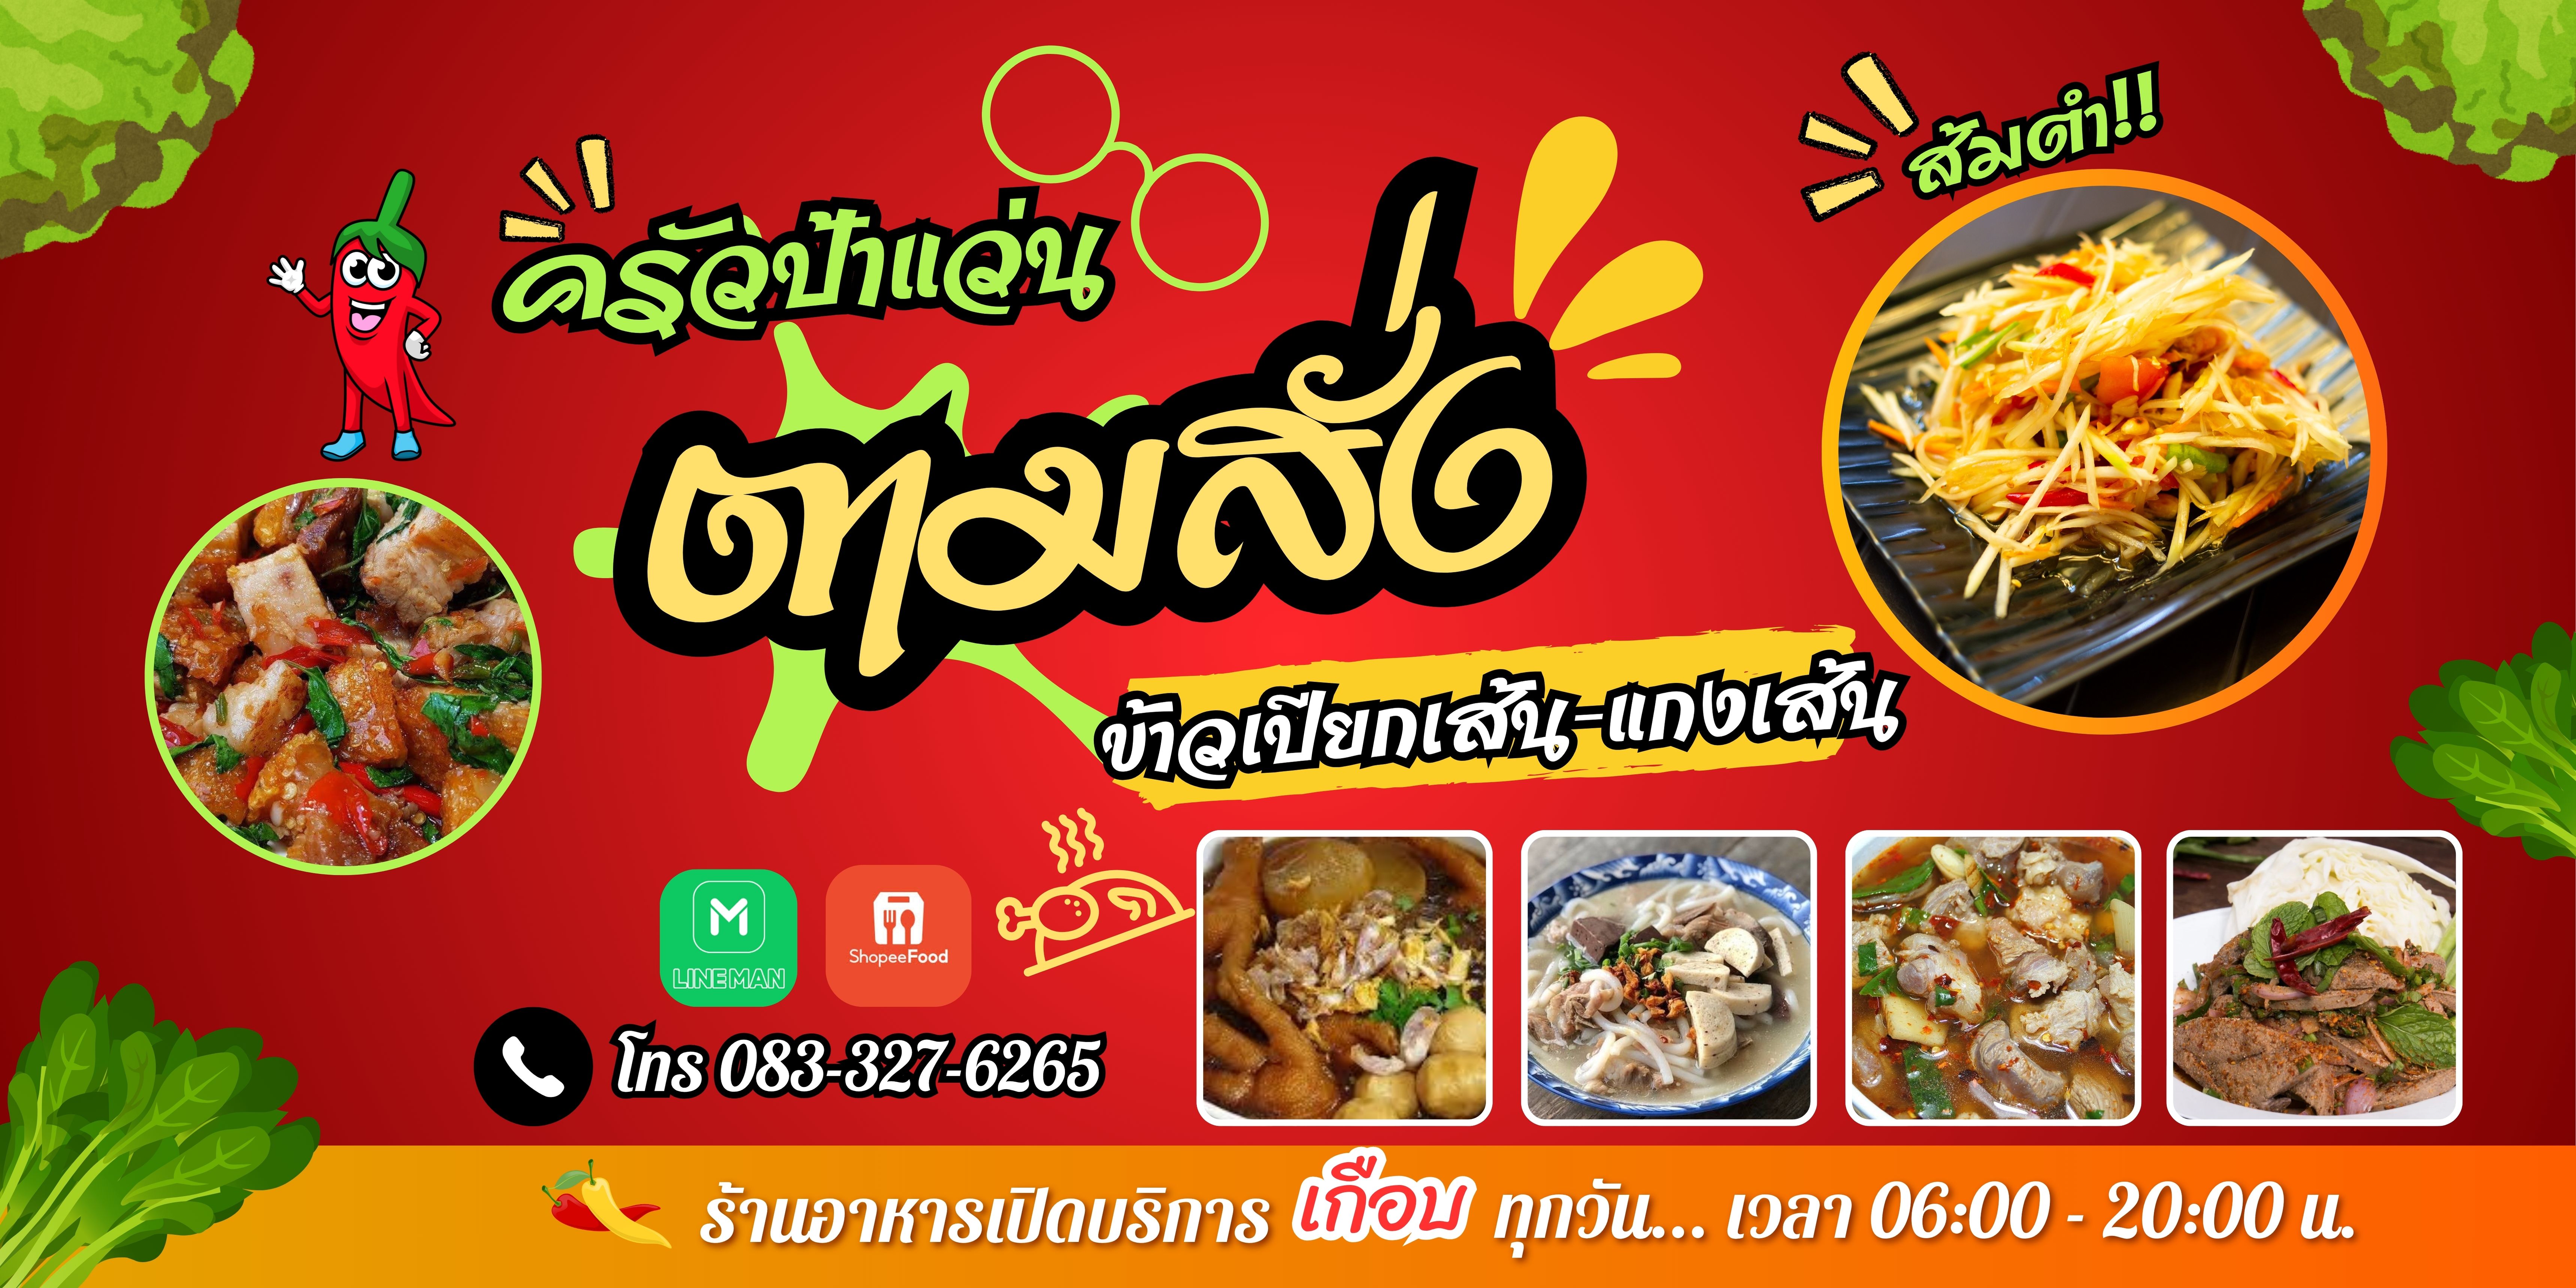 ส้มตำ!!
ครัวป้าแว่น
ตามสั่ง
ข้าวเปียกเส้น-แกงเส้น
LINE MAN
ShopeeFood
โทร 083-327-6265
ร้านอาหารเปิดบริการ เกือบ ทุกวัน... เวลา 06:00 - 20:00 น.